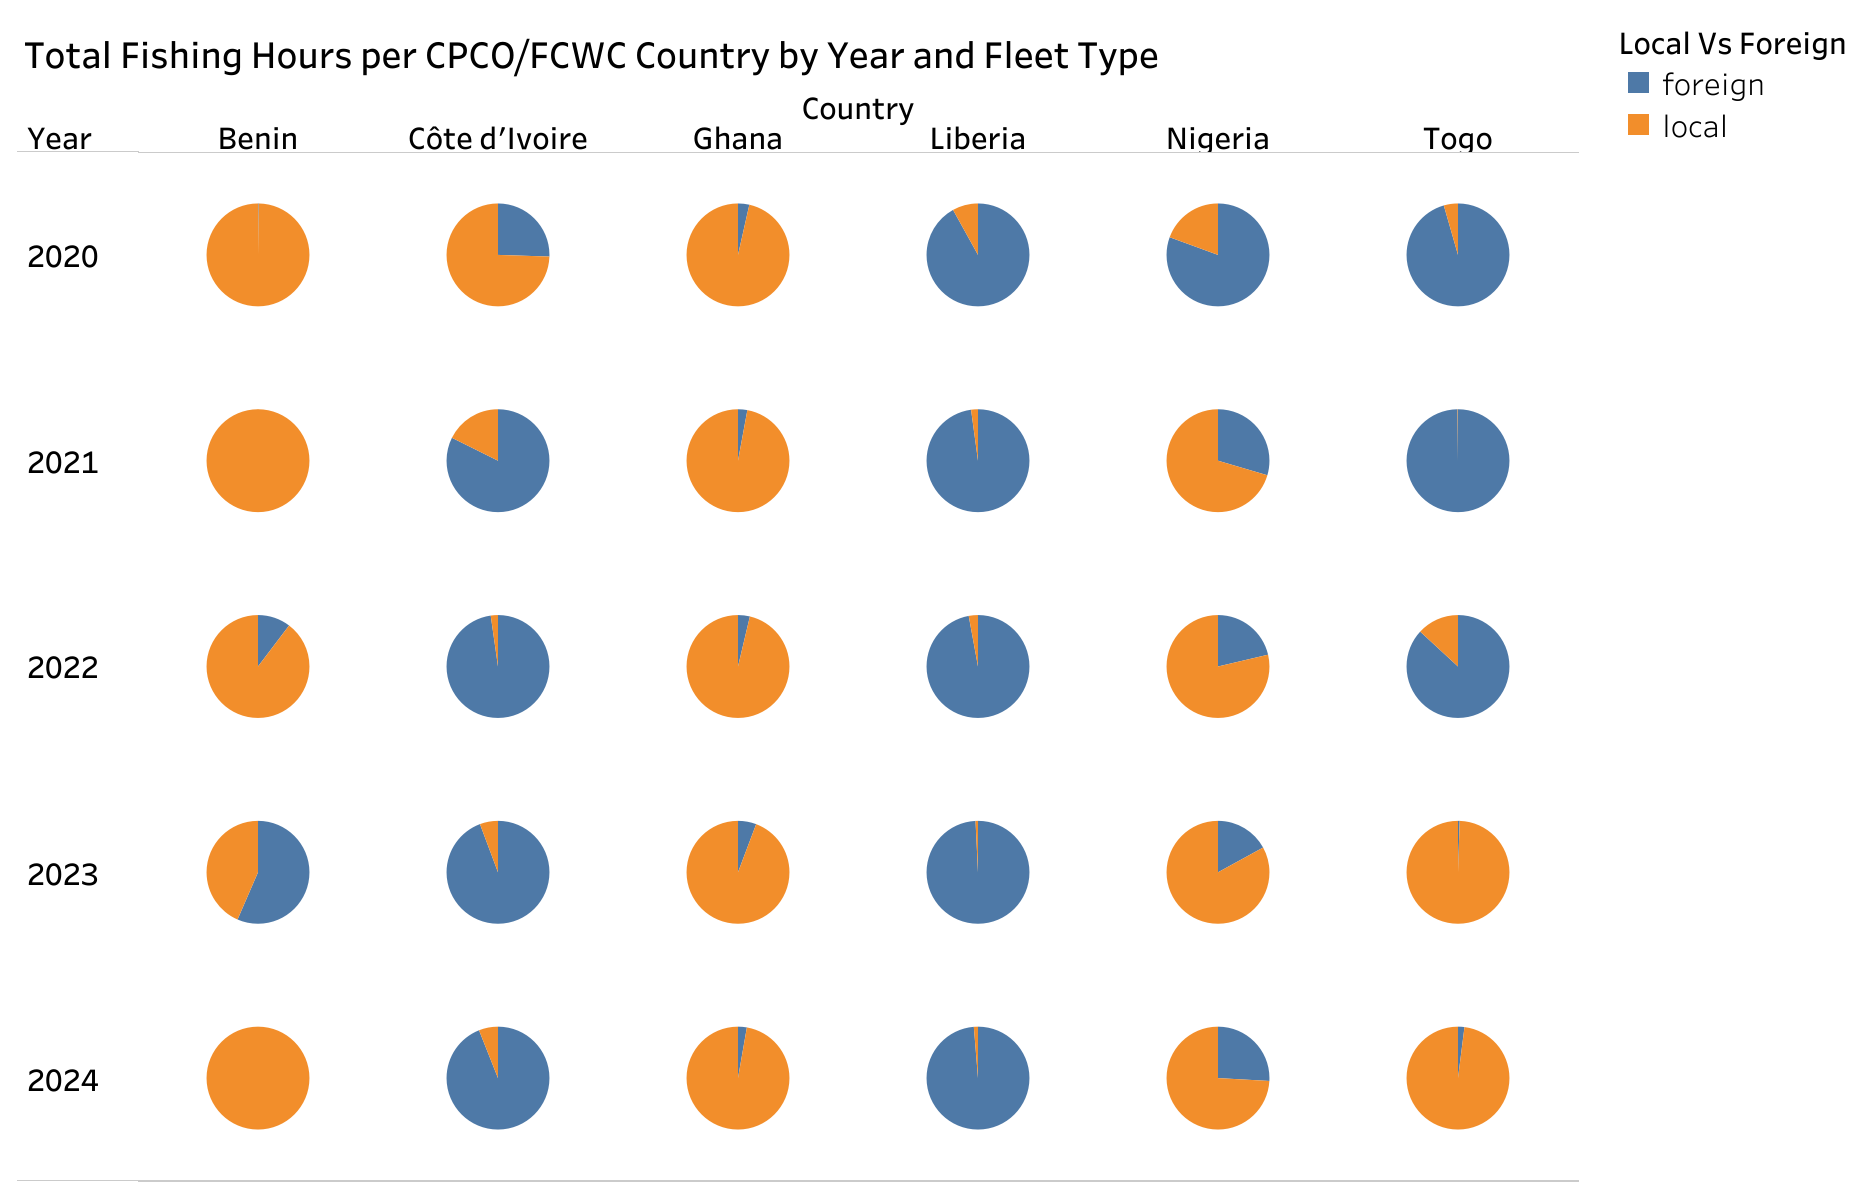 Total Fishing Hours per CPCO/FCWC Country by Year and Fleet Type
Local Vs Foreign
foreign
local
Country
Year Benin Côte d’Ivoire Ghana Liberia Nigeria Togo
2020
2021
2022
2023
2024